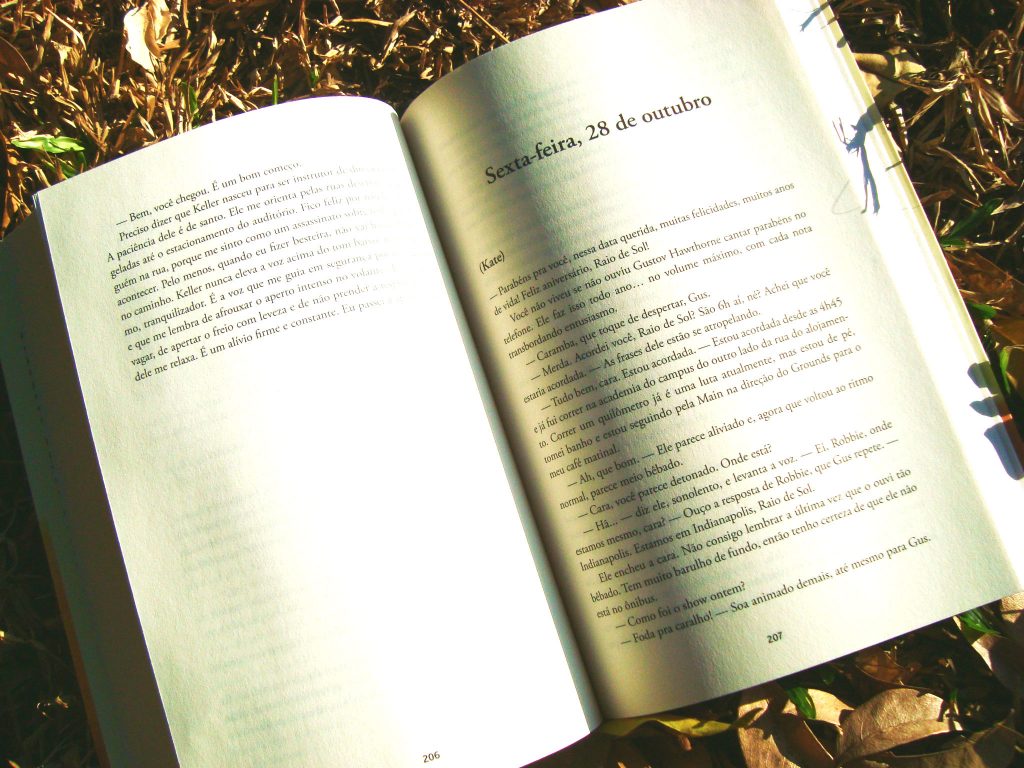 — Bem, você chegou. É um bom começo.
Preciso dizer que Keller nasceu para ser instrutor de
A paciência dele é de santo. Ele me orienta pelas ruas
geladas até o estacionamento do auditório. Fico feliz por
guém na rua, porque me sinto como um assassinato sobre
acontecer. Pelo menos, quando eu fizer besteira, não
no caminho. Keller nunca eleva a voz acima do tom
mo, tranquilizador. É a voz que me guia em segurança,
e que me lembra de afrouxar o aperto intenso no volante,
vagar, de apertar o freio com leveza e de não prender a
dele me relaxa. É um alívio firme e constante. Eu passo
206
Sexta-feira, 28 de outubro
(Kate)
— Parabéns pra você, nessa data querida, muitas felicidades, muitos anos
de vida! Feliz aniversário, Raio de Sol!
Você não viveu se não ouviu Gustov Hawthorne cantar parabéns no
telefone. Ele faz isso todo ano… no volume máximo, com cada nota
transbordando entusiasmo.
— Caramba, que toque de despertar, Gus.
— Merda. Acordei você, Raio de Sol? São 6h aí, né? Achei que você
estaria acordada. — As frases dele estão se atropelando.
— Tudo bem, cara. Estou acordada. — Estou acordada desde as 4h45
e já fui correr na academia do campus do outro lado da rua do alojamen-
to. Correr um quilômetro já é uma luta atualmente, mas estou de pé,
tomei banho e estou seguindo pela Main na direção do Grounds para o
meu café matinal.
— Ah, que bom. — Ele parece aliviado e, agora que voltou ao ritmo
normal, parece meio bêbado.
— Cara, você parece detonado. Onde está?
— Hã... — diz ele, sonolento, e levanta a voz. — Ei, Robbie, onde
estamos mesmo, cara? — Ouço a resposta de Robbie, que Gus repete. —
Indianapolis. Estamos em Indianapolis, Raio de Sol.
Ele encheu a cara. Não consigo lembrar a última vez que o ouvi tão
bêbado. Tem muito barulho de fundo, então tenho certeza de que ele não
está no ônibus.
— Como foi o show ontem?
— Foda pra caralho! — Soa animado demais, até mesmo para Gus.
207